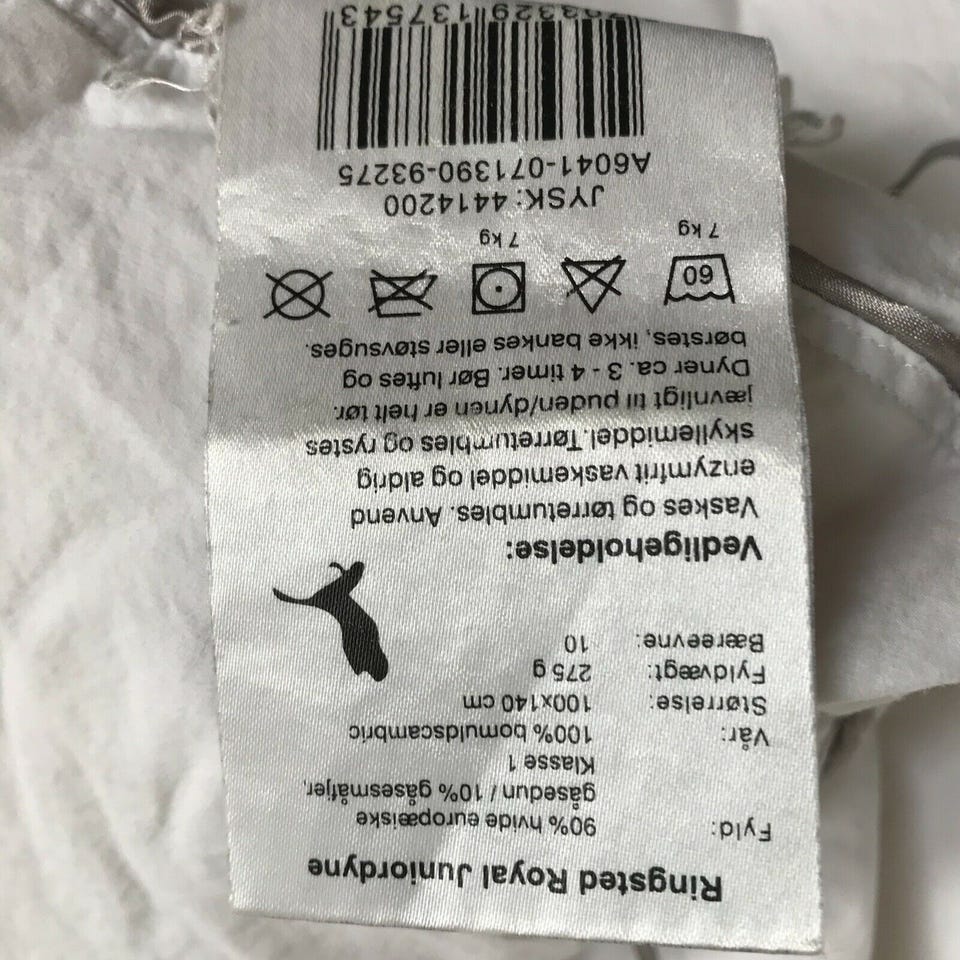 Ringsted Royal Juniordyne
Fyld: 90% hvide europæiske
gåsedun / 10% gåsesmåfjer,
Klasse 1
Vår: 100% bomuldscambric
Størrelse: 100x140 cm
Fyldvægt: 275 g
Bæreevne: 10
Vedligeholdelse:
Vaskes og tørretumbles. Anvend
enzymfrit vaskemiddel og aldrig
skyllemiddel. Tørretumbles og rystes
jævnligt til puden/dynen er helt tør.
Dyner ca. 3 - 4 timer. Bør luftes og
børstes, ikke bankes eller støvsuges.
60
7 kg 7 kg
JYSK: 4414200
A6041-071390-93275
137543